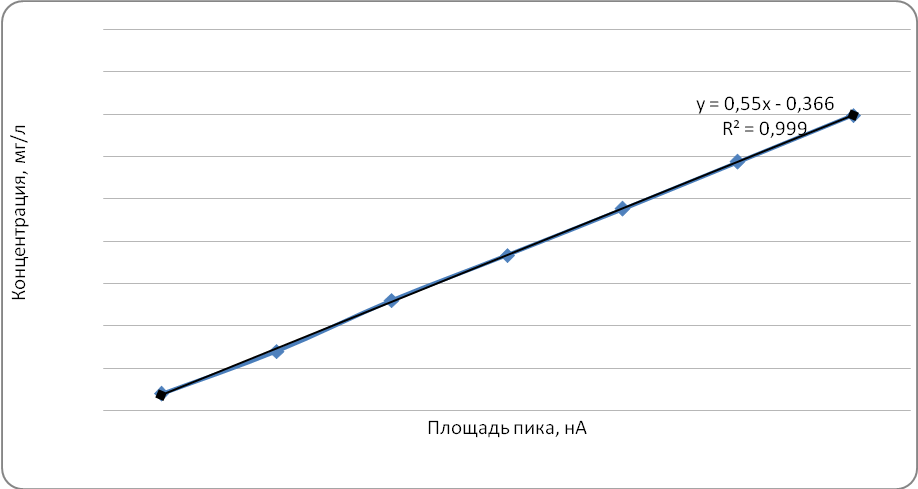 y = 0,55x - 0,366
R² = 0,999
Концентрация, мг/л
Площадь пика, нА